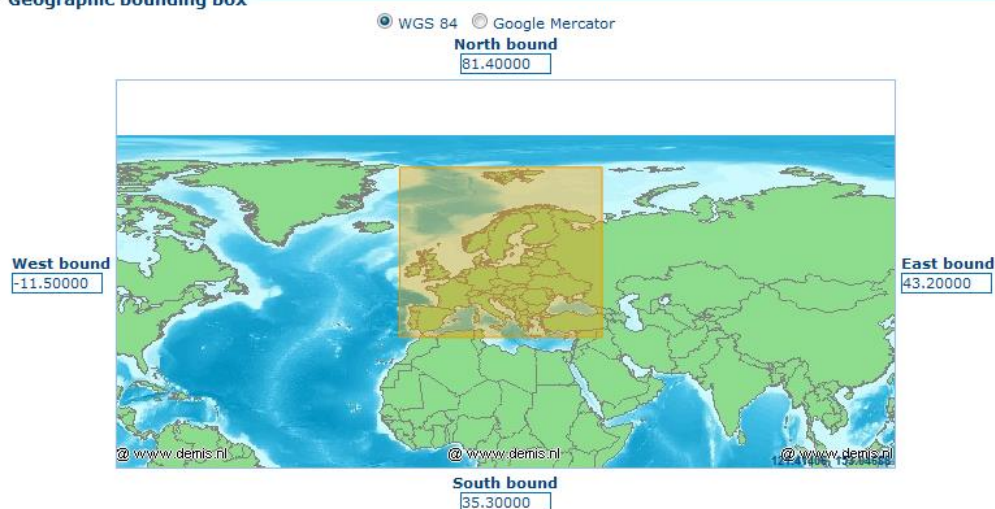 Geographic bounding box
WGS 84 Google Mercator
North bound
81.40000
West bound
-11.50000
East bound
43.20000
@ www.demis.nl
@ www.demis.nl
@ www.demis.nl
South bound
35.30000